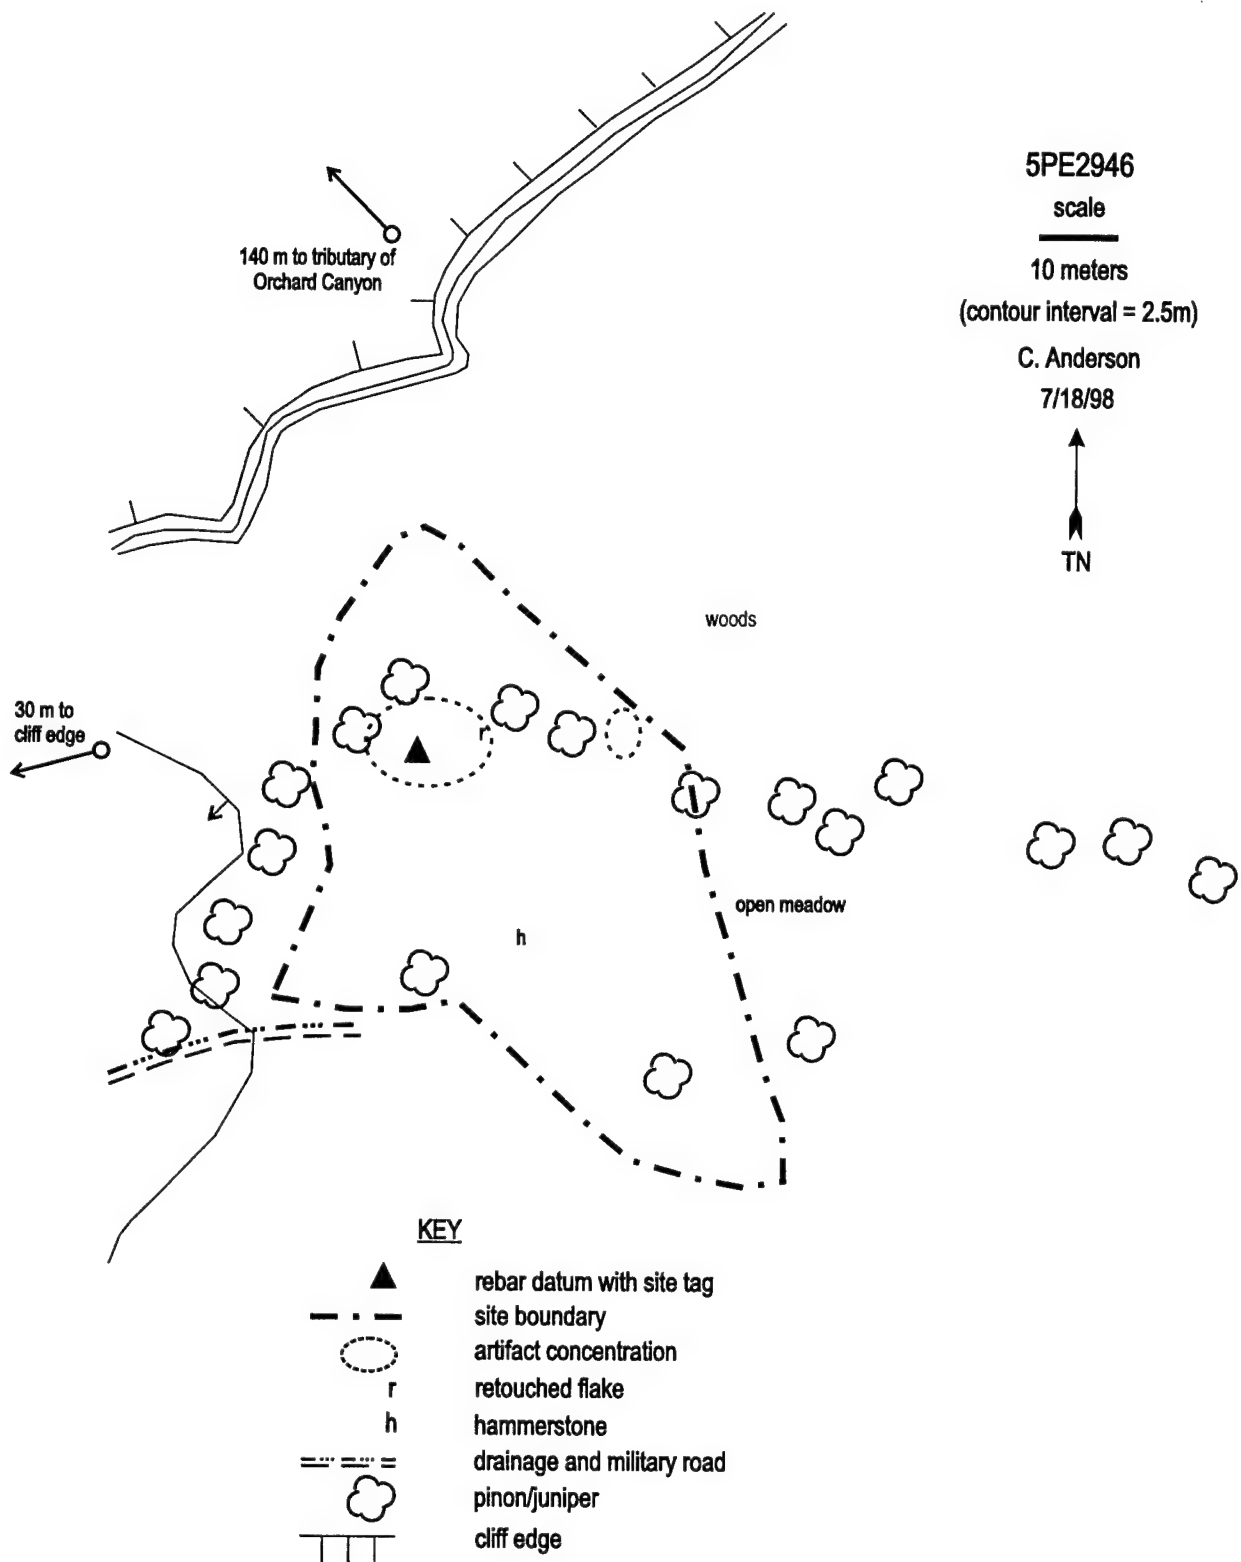 5PE2946
scale
10 meters
(contour interval = 2.5m)
C. Anderson
7/18/98
TN
140 m to tributary of
Orchard Canyon
woods
30 m to
cliff edge
r
open meadow
h
KEY
rebar datum with site tag
site boundary
artifact concentration
r retouched flake
h hammerstone
drainage and military road
pinon/juniper
cliff edge